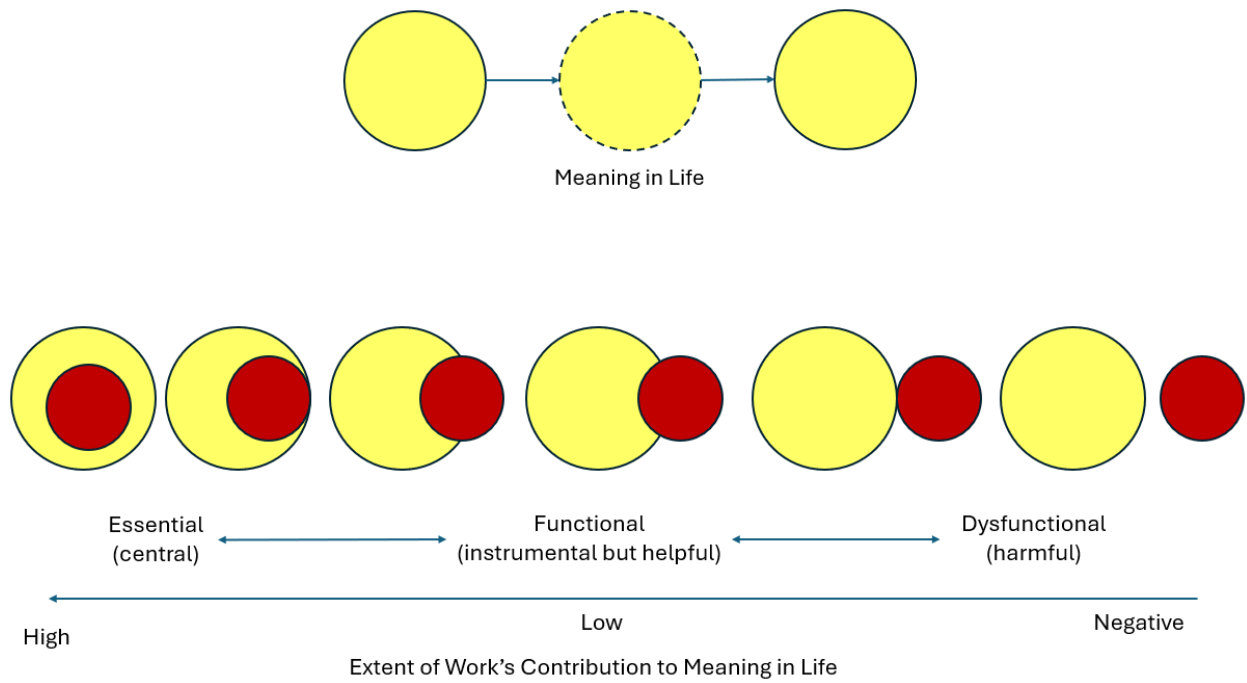 Meaning in Life
Essential
(central)
Functional
(instrumental but helpful)
Dysfunctional
(harmful)
High
Low
Negative
Extent of Work’s Contribution to Meaning in Life